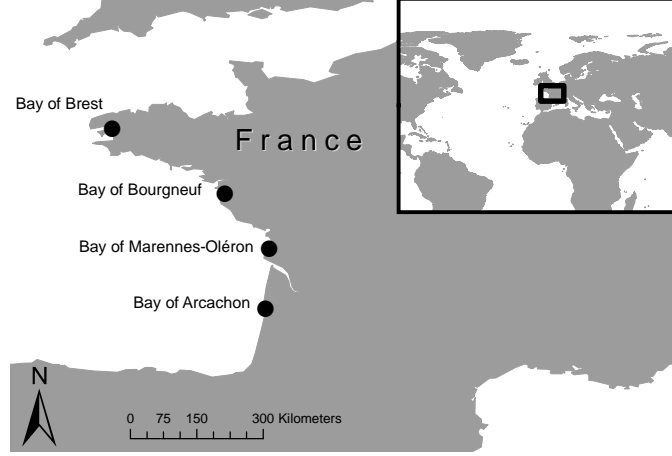 Bay of Brest
France
Bay of Bourgneuf
Bay of Marennes-Oléron
Bay of Arcachon
N
0 75 150 300 Kilometers